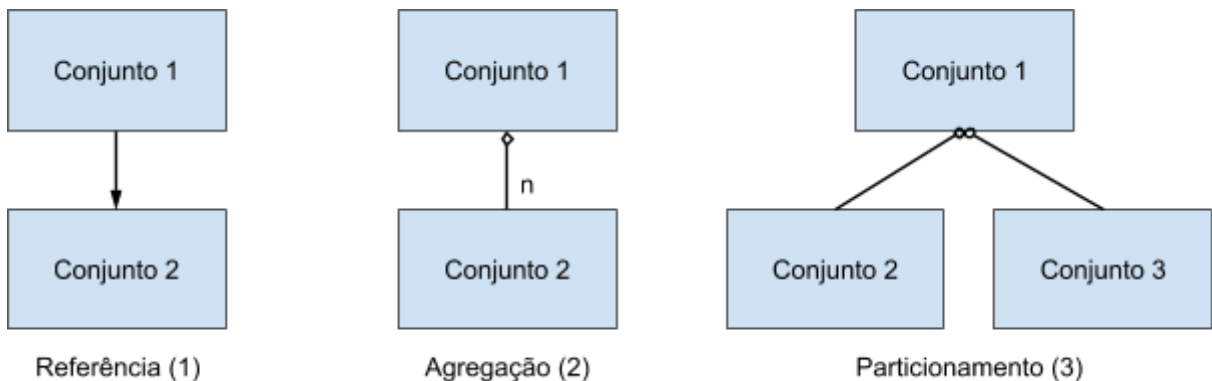 Conjunto 1
Conjunto 1
Conjunto 1
n
Conjunto 2
Conjunto 2
Conjunto 2
Conjunto 3
Referência (1)
Agregação (2)
Particionamento (3)